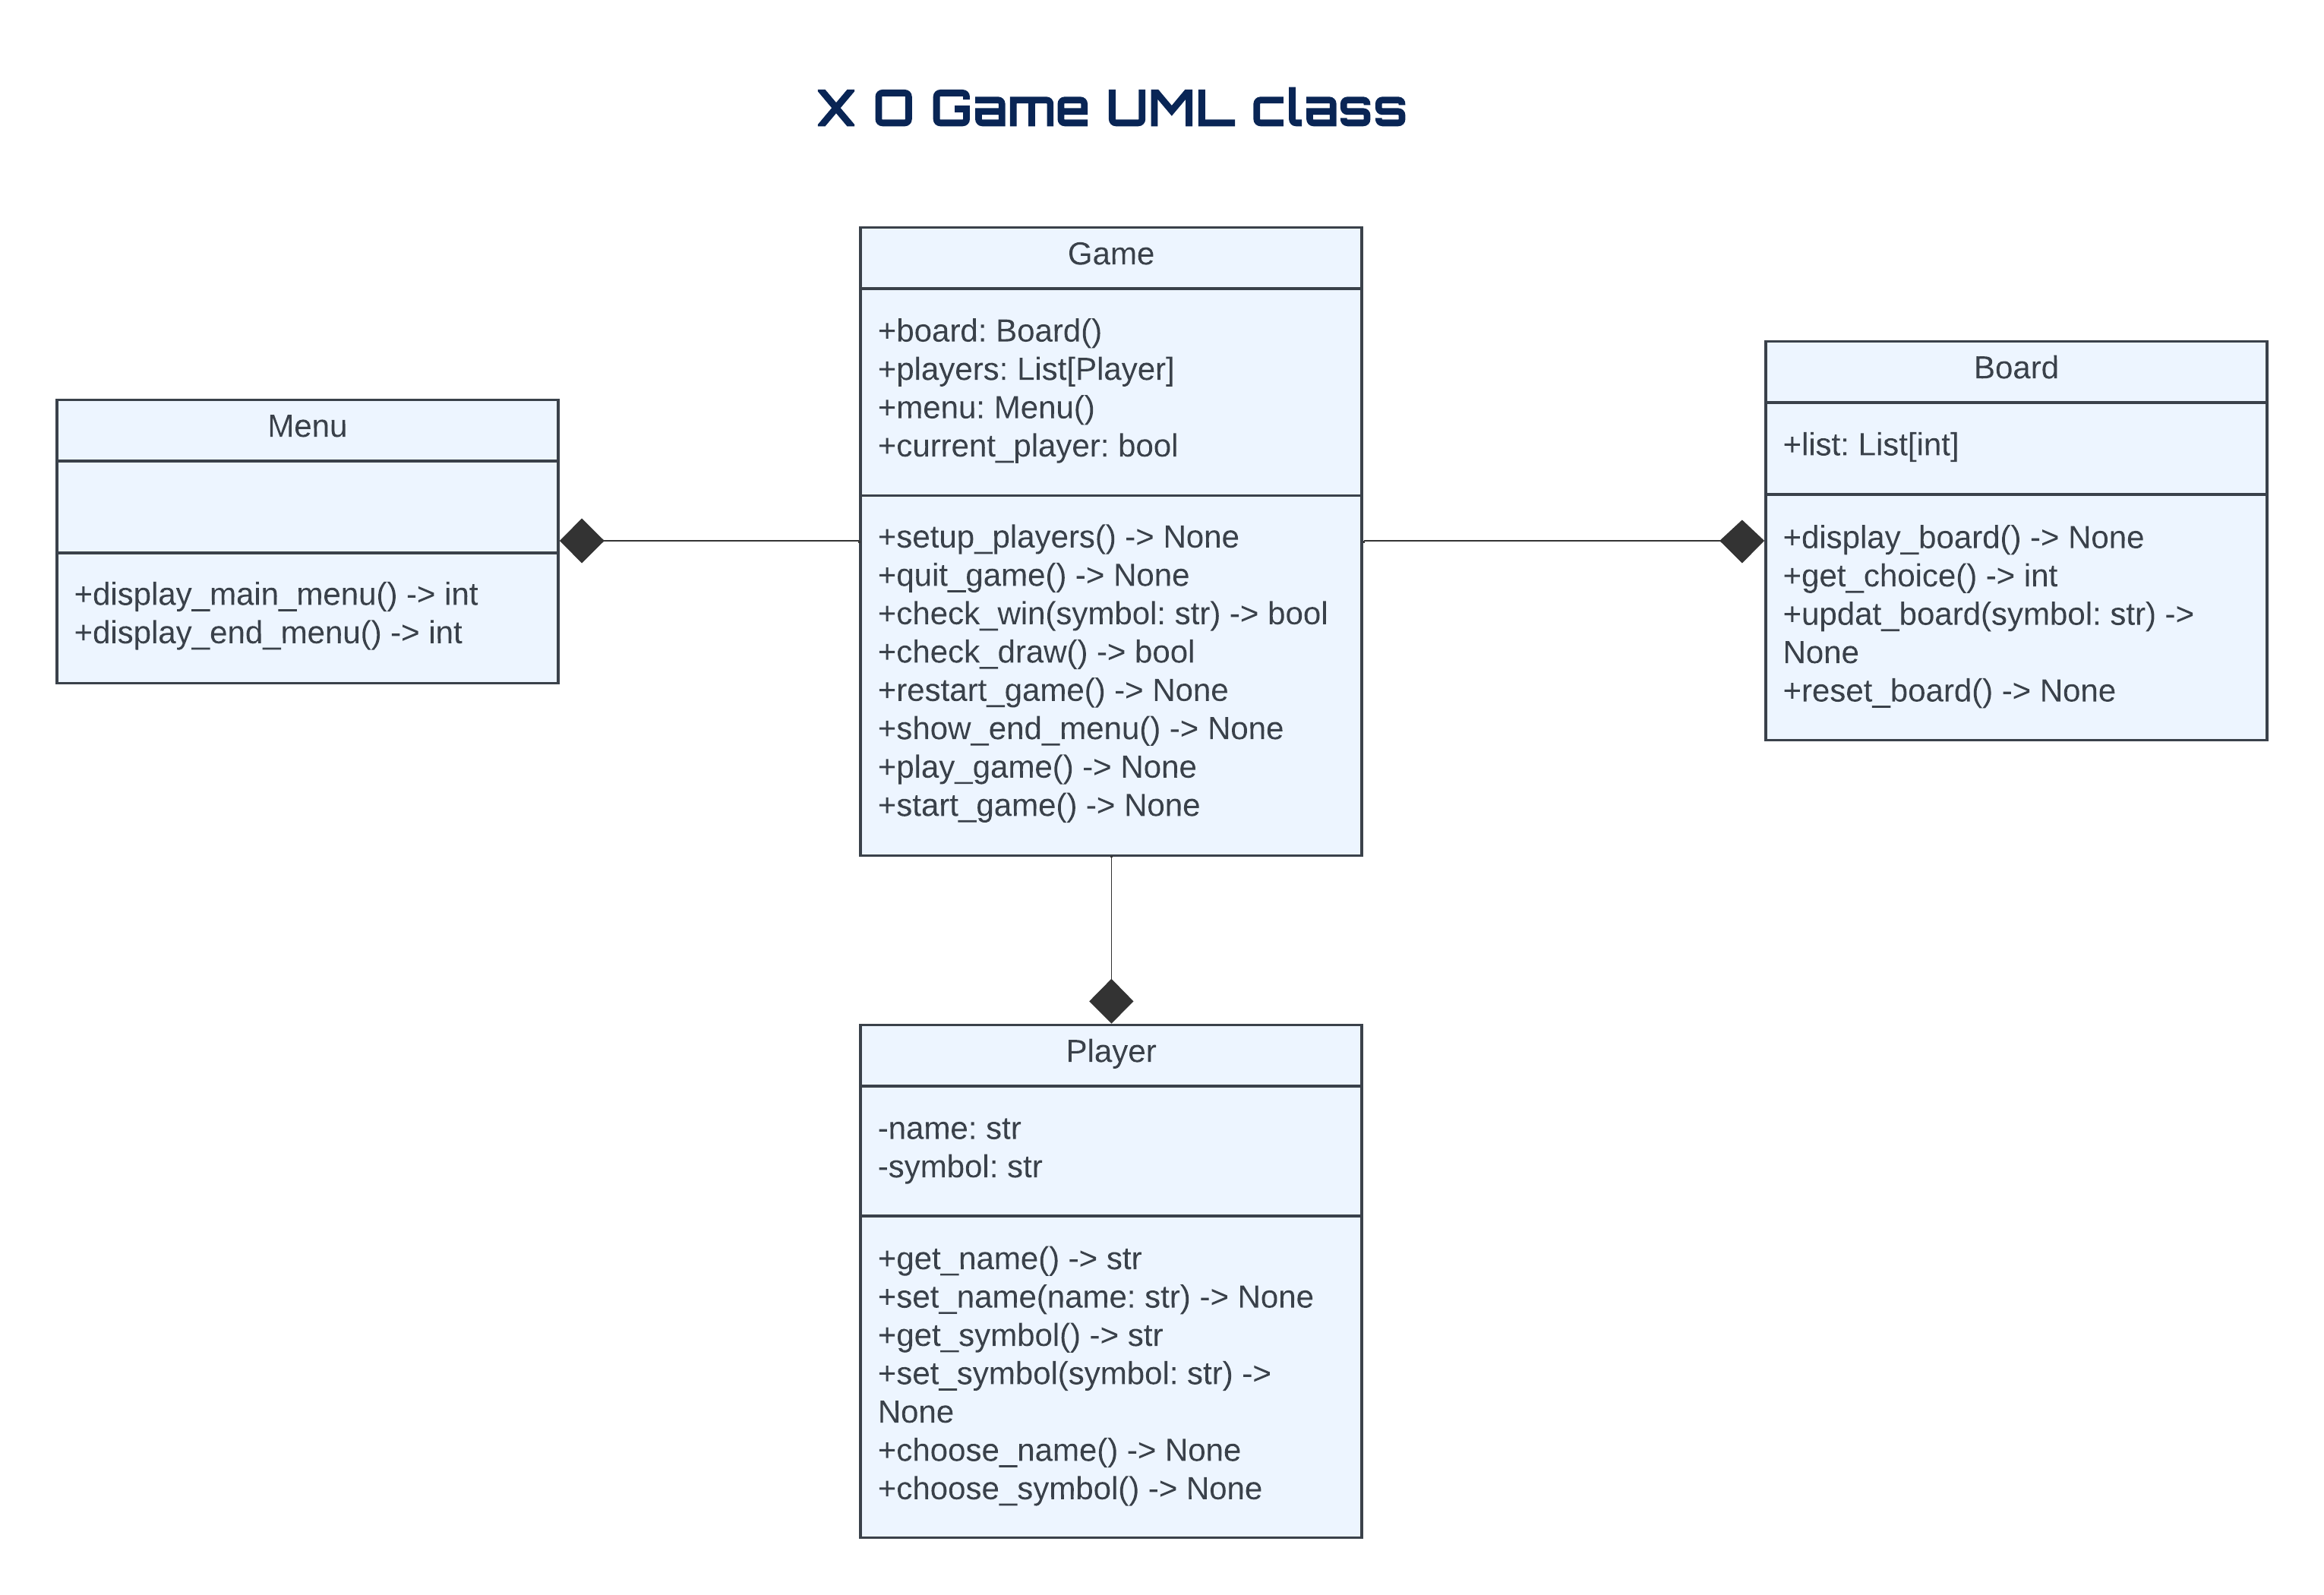 X O Game UML class
Game
+board: Board()
+players: List[Player]
+menu: Menu()
+current_player: bool
+setup_players() -> None
+quit_game() -> None
+check_win(symbol: str) -> bool
+check_draw() -> bool
+restart_game() -> None
+show_end_menu() -> None
+play_game() -> None
+start_game() -> None
Menu
+display_main_menu() -> int
+display_end_menu() -> int
Board
+list: List[int]
+display_board() -> None
+get_choice() -> int
+updat_board(symbol: str) ->
None
+reset_board() -> None
Player
-name: str
-symbol: str
+get_name() -> str
+set_name(name: str) -> None
+get_symbol() -> str
+set_symbol(symbol: str) ->
None
+choose_name() -> None
+choose_symbol() -> None